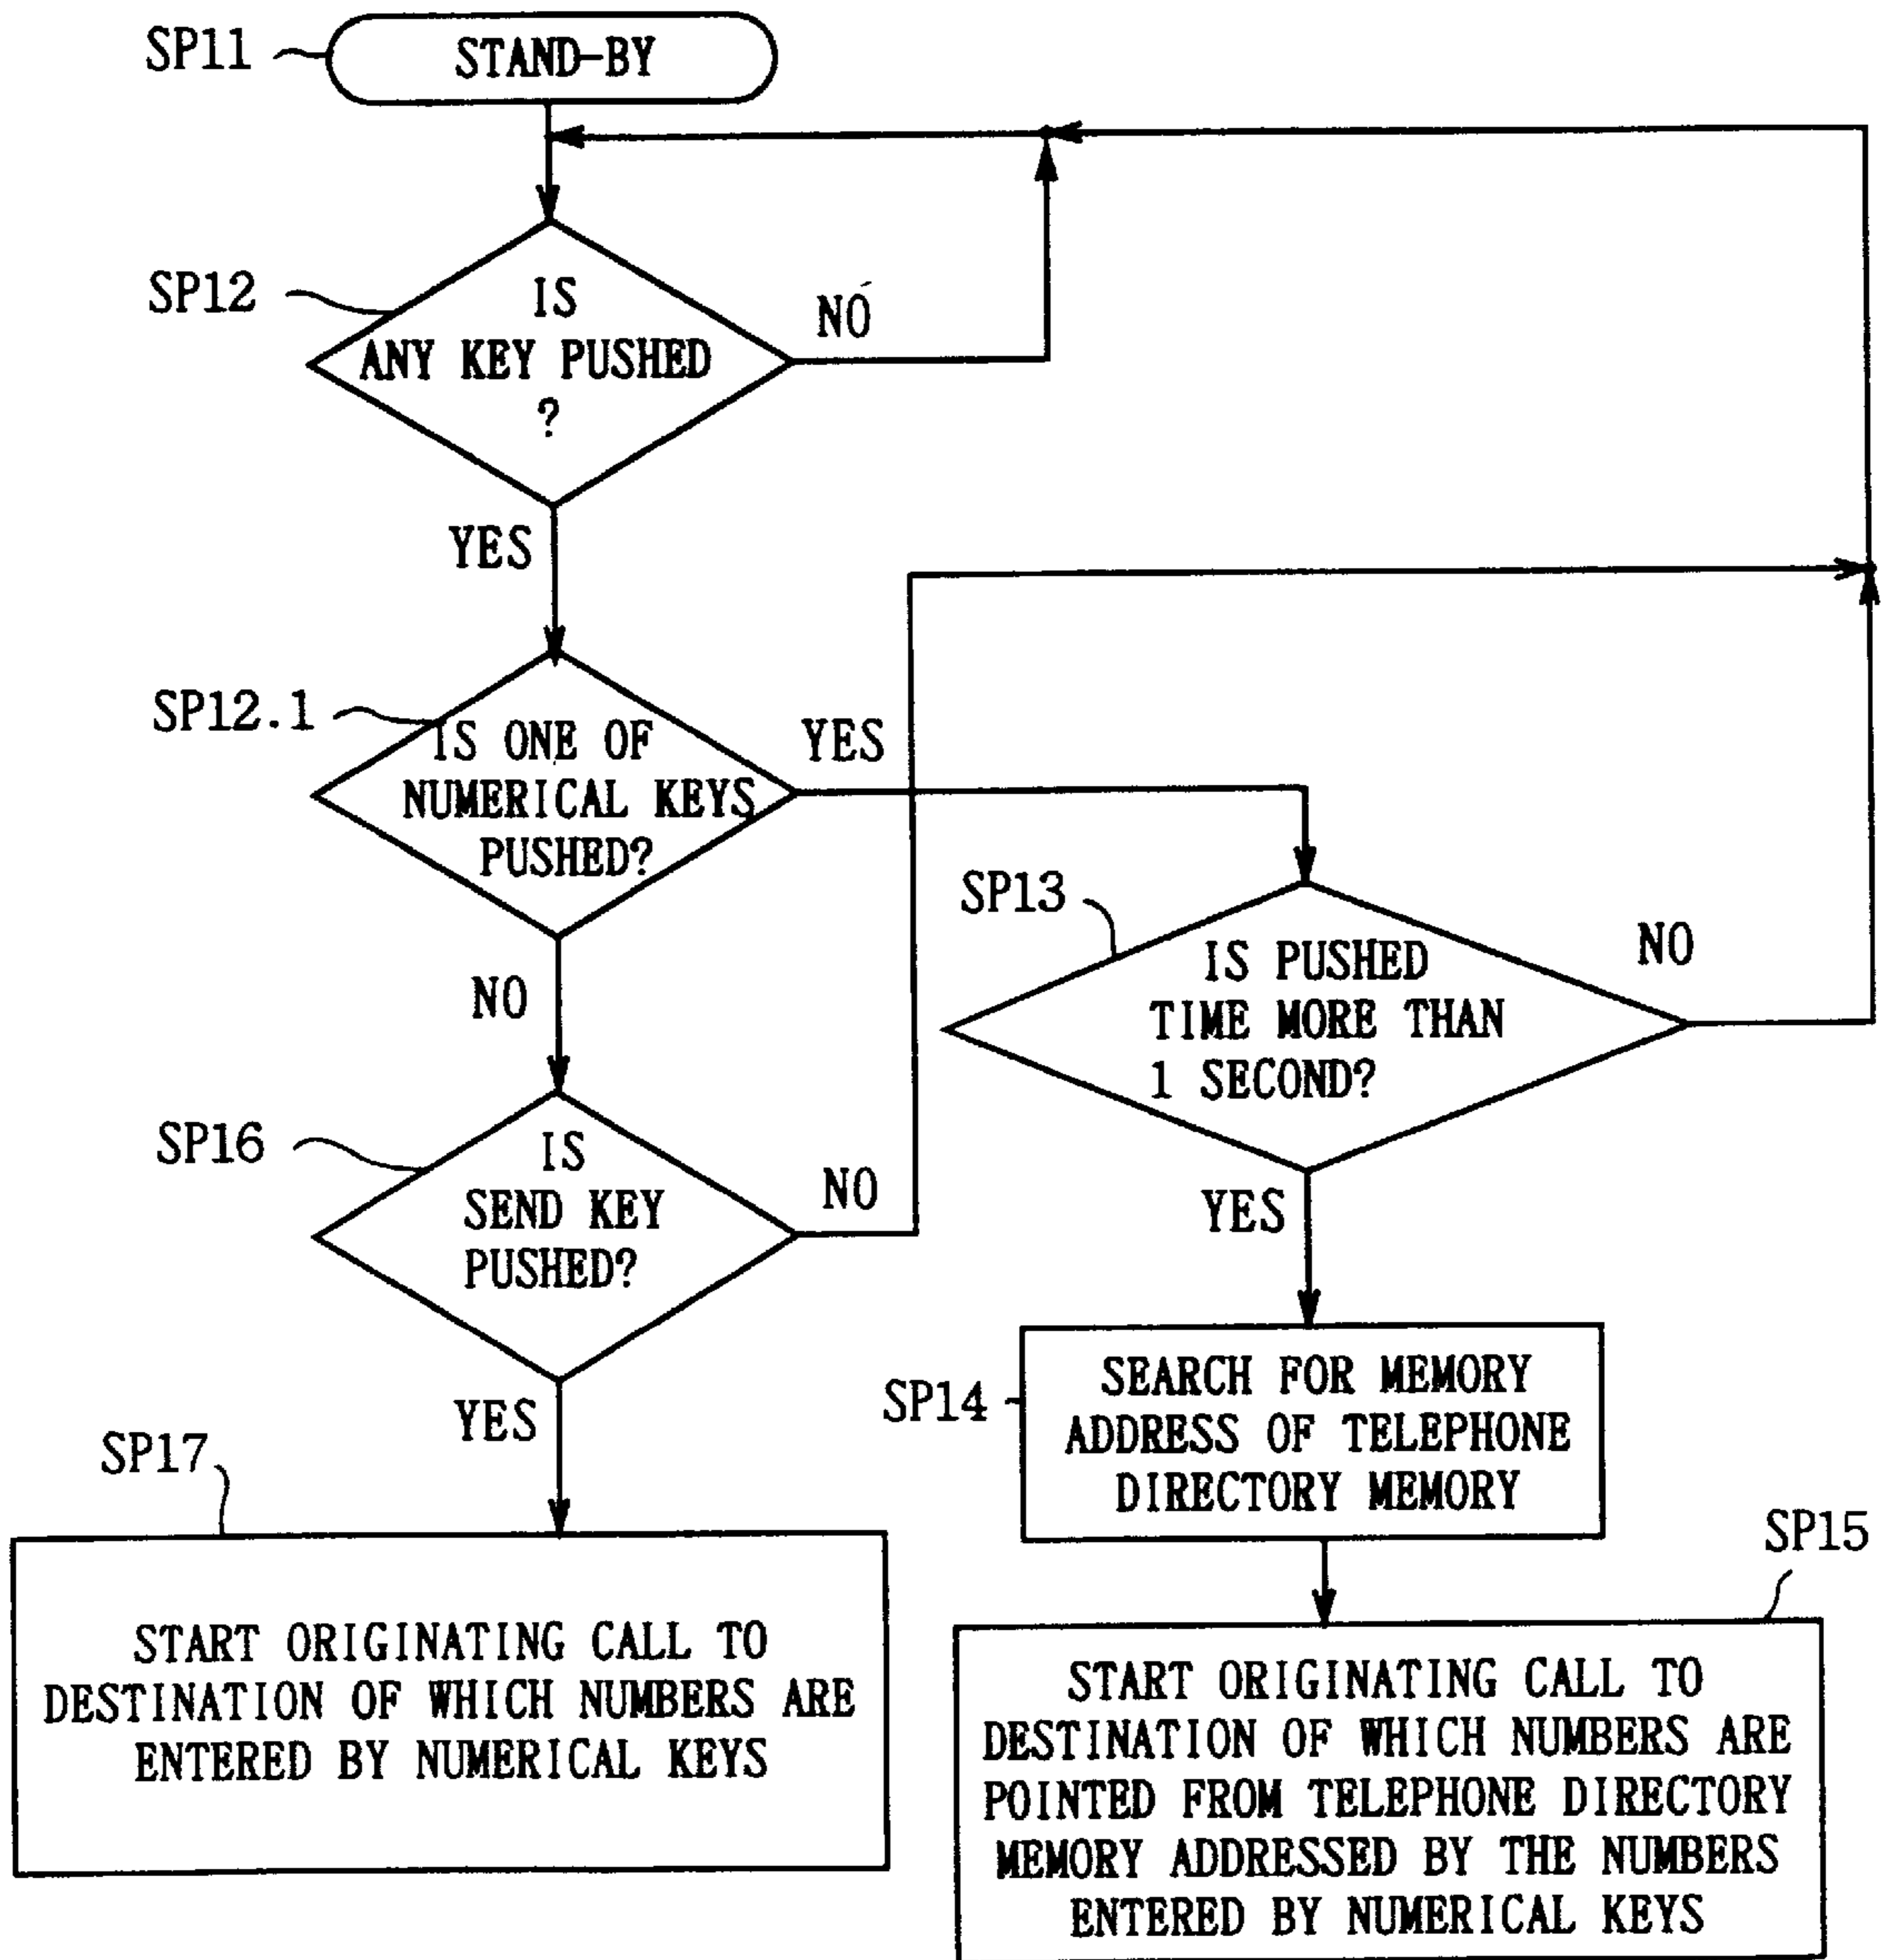 SP11
STAND-BY
SP12
IS
ANY KEY PUSHED
?
NO
YES
SP12.1
IS ONE OF
NUMERICAL KEYS
PUSHED?
YES
NO
SP13
IS PUSHED
TIME MORE THAN
1 SECOND?
NO
YES
SP16
IS
SEND KEY
PUSHED?
NO
YES
SP14
SEARCH FOR MEMORY
ADDRESS OF TELEPHONE
DIRECTORY MEMORY
SP17
START ORIGINATING CALL TO
DESTINATION OF WHICH NUMBERS ARE
ENTERED BY NUMERICAL KEYS
SP15
START ORIGINATING CALL TO
DESTINATION OF WHICH NUMBERS ARE
POINTED FROM TELEPHONE DIRECTORY
MEMORY ADDRESSED BY THE NUMBERS
ENTERED BY NUMERICAL KEYS